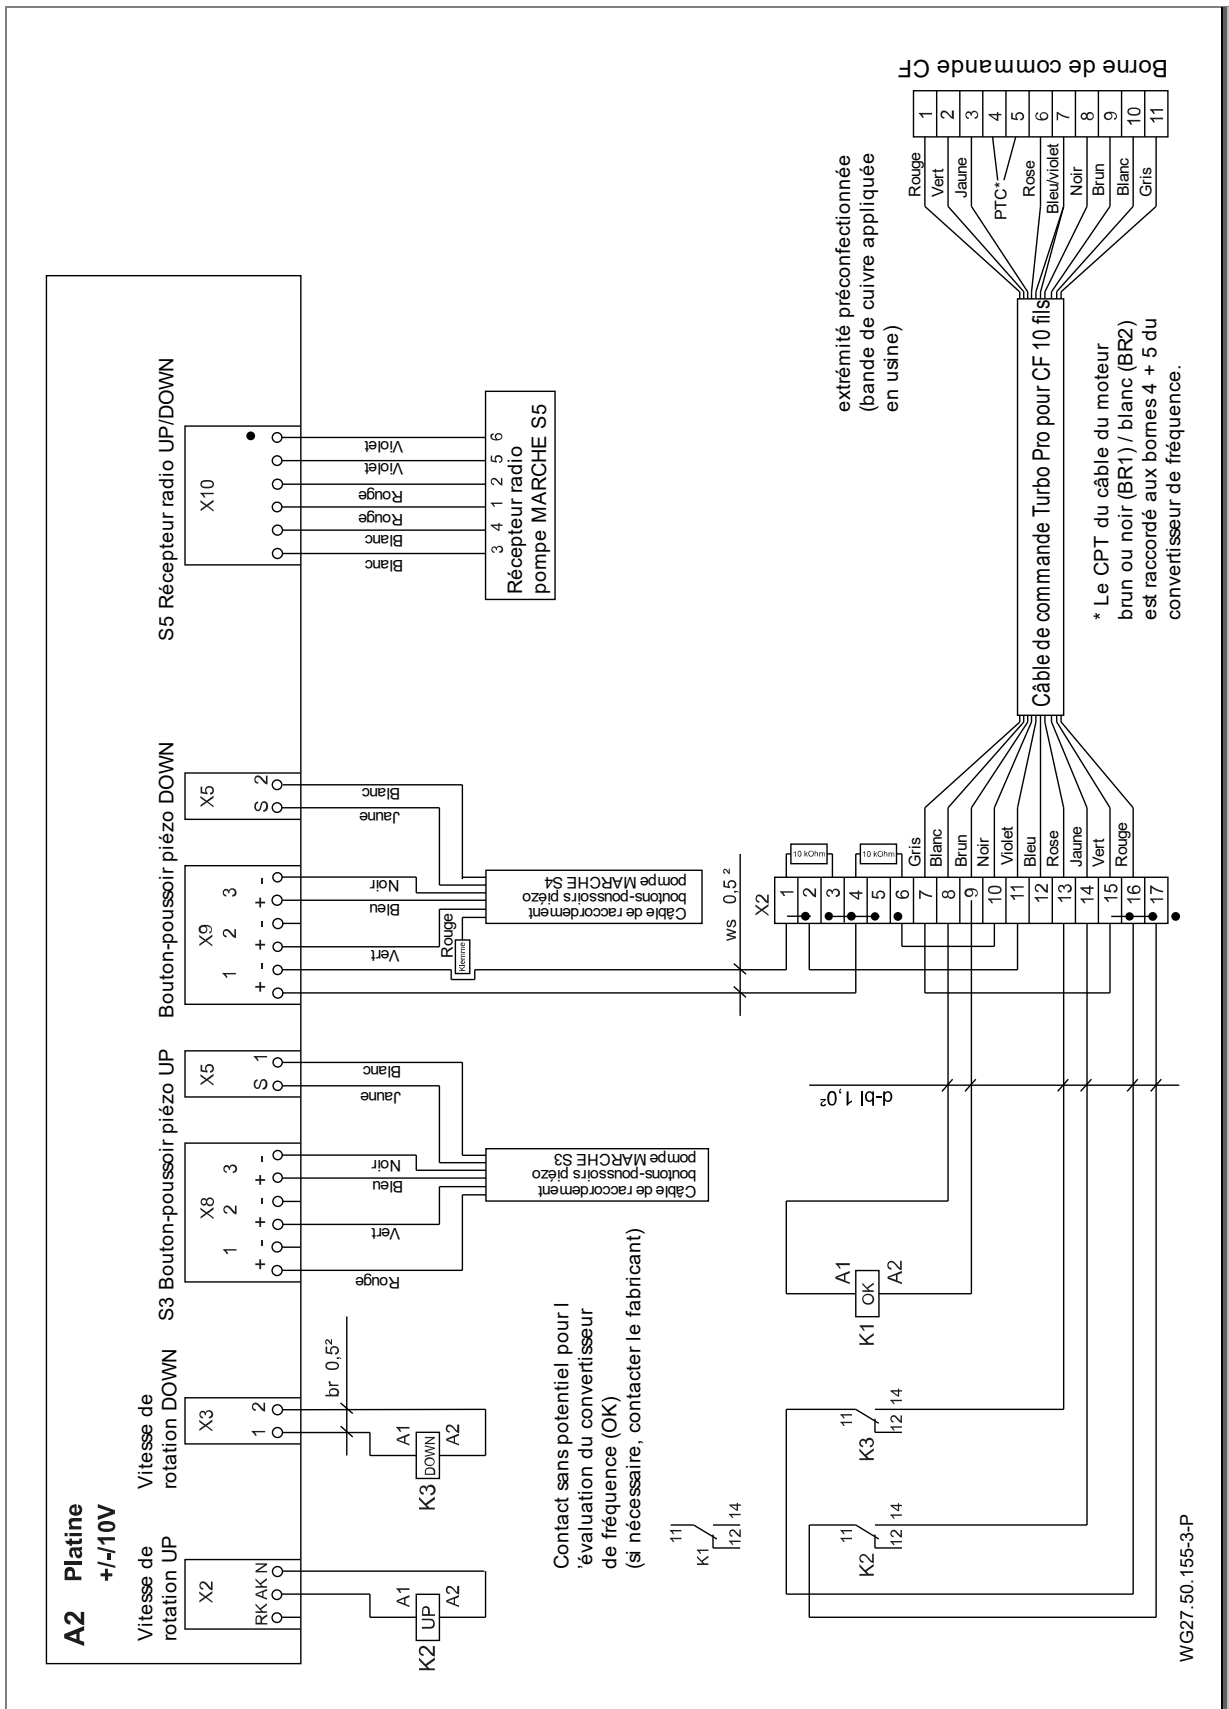 A2 Platine
+/-/10V
Vitesse de
rotation UP
X2
RK AK N
K2
UP
A1
A2
Vitesse de
rotation DOWN
X3
1 2
br 0,5²
K3
DOWN
A1
A2
S3 Bouton-poussoir piézo UP
X8
1 2 3
+ - + - + -
X5
S 1
Rouge
Vert
Bleu
Noir
Jaune
Blanc
Câble de raccordement
boutons-poussoirs piézo
pompe MARCHE S3
Bouton-poussoir piézo DOWN
X9
1 2 3
+ - + - + -
X5
S 2
Vert
Rouge
Klemme
Bleu
Noir
Jaune
Blanc
Câble de raccordement
boutons-poussoirs piézo
pompe MARCHE S4
S5 Récepteur radio UP/DOWN
X10
Blanc
Blanc
Rouge
Rouge
Violet
Violet
3 4 1 2 5 6
Récepteur radio
pompe MARCHE S5
Contact sans potentiel pour l
'évaluation du convertisseur
de fréquence (OK)
(si nécessaire, contacter le fabricant)
K1
11
12 14
ws 0,5 ²
X2
1
2
3
4
5
6
7
8
9
10
11
12
13
14
15
16
17
10 kOhm
10 kOhm
Gris
Blanc
Brun
Noir
Violet
Bleu
Rose
Jaune
Vert
Rouge
d-bl 1,0²
K1
OK
A1
A2
K3
11
12 14
K2
11
12 14
Câble de commande Turbo Pro pour CF 10 fils
extrémité préconfectionnée
(bande de cuivre appliquée
en usine)
Rouge
Vert
Jaune
PTC*
Rose
Bleu/violet
Noir
Brun
Blanc
Gris
1
2
3
4
5
6
7
8
9
10
11
Borne de commande CF
* Le CPT du câble du moteur
brun ou noir (BR1) / blanc (BR2)
est raccordé aux bornes 4 + 5 du
convertisseur de fréquence.
WG27.50.155-3-P